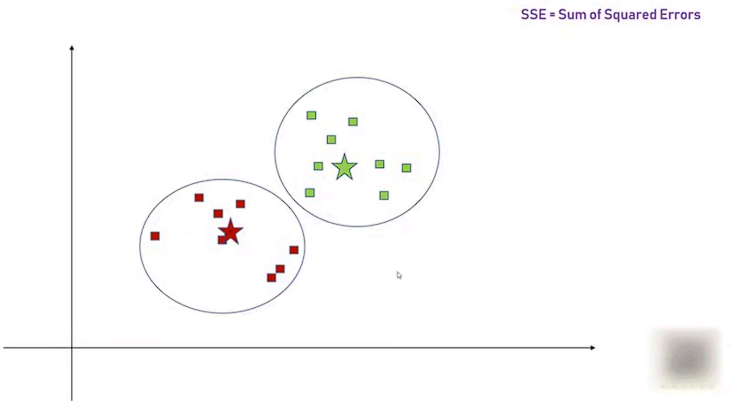 SSE = Sum of Squared Errors